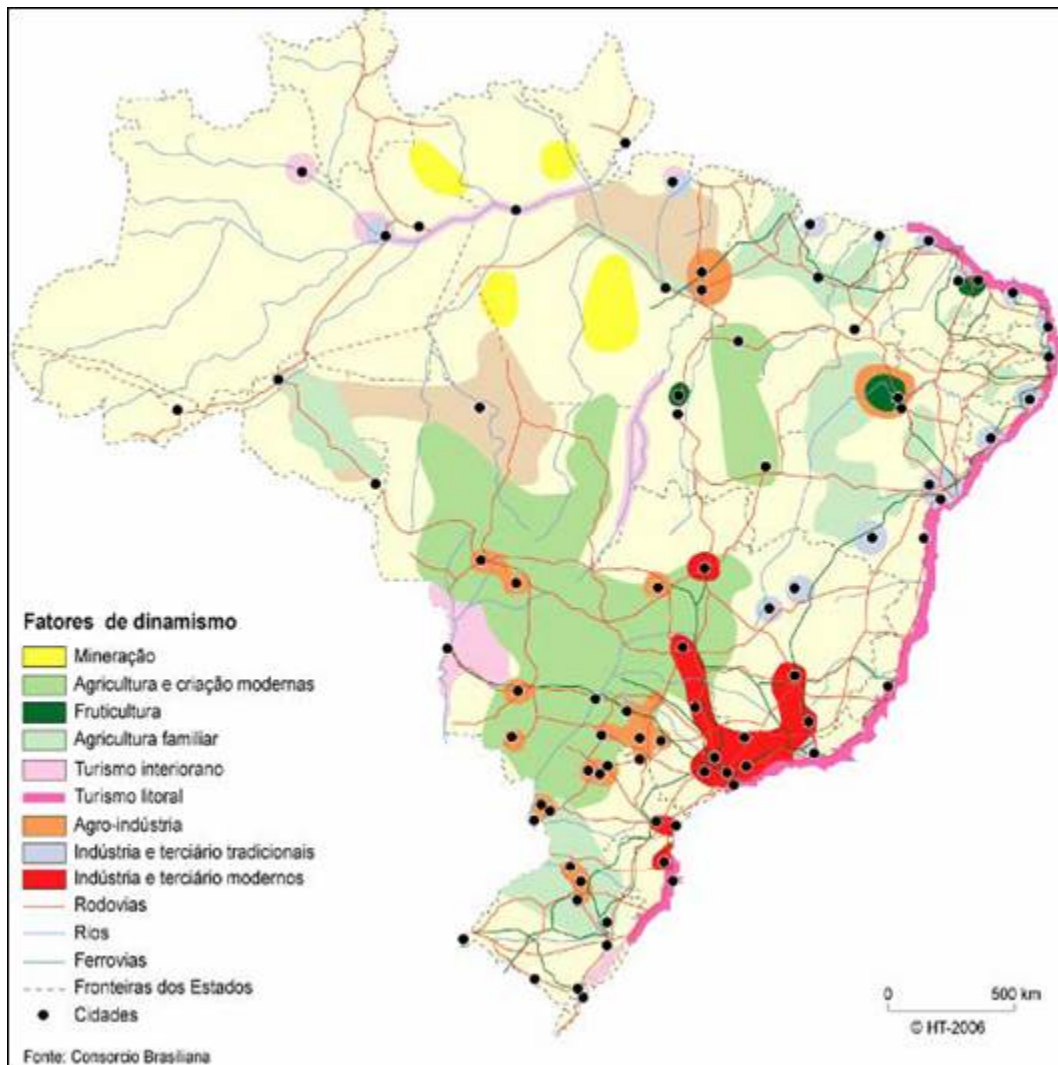 Fatores de dinamismo
Mineração
Agricultura e criação modernas
Fruticultura
Agricultura familiar
Turismo interiorano
Turismo litoral
Agro-indústria
Indústria e terciário tradicionais
Indústria e terciário modernos
Rodovias
Rios
Ferrovias
Fronteiras dos Estados
Cidades
0 500 km
© HT-2006
Fonte: Consorcio Brasiliana